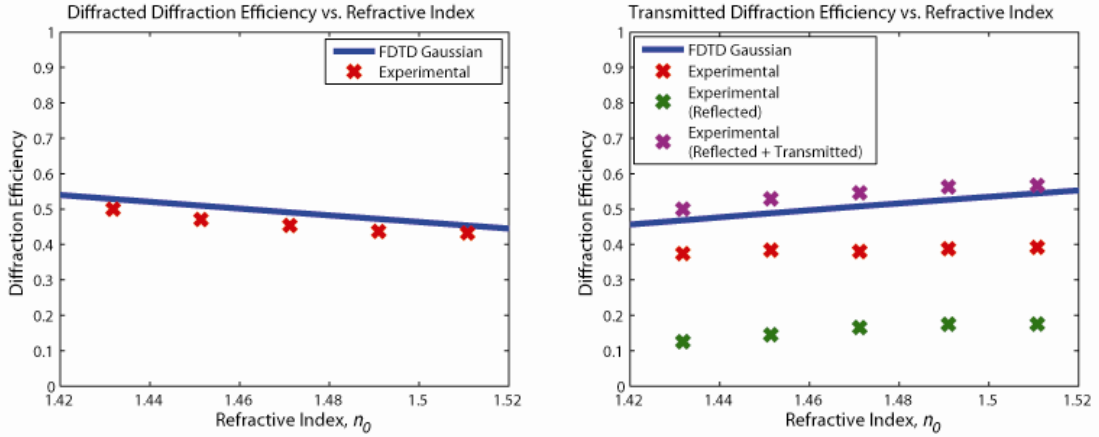 Diffracted Diffraction Efficiency vs. Refractive Index
1
0.9
0.8
0.7
0.6
0.5
0.4
0.3
0.2
0.1
0
Diffraction Efficiency
FDTD Gaussian
Experimental
1.42 1.44 1.46 1.48 1.5 1.52
Refractive Index, n0
Transmitted Diffraction Efficiency vs. Refractive Index
1
0.9
0.8
0.7
0.6
0.5
0.4
0.3
0.2
0.1
0
Diffraction Efficiency
FDTD Gaussian
Experimental
Experimental
(Reflected)
Experimental
(Reflected + Transmitted)
1.42 1.44 1.46 1.48 1.5 1.52
Refractive Index, n0